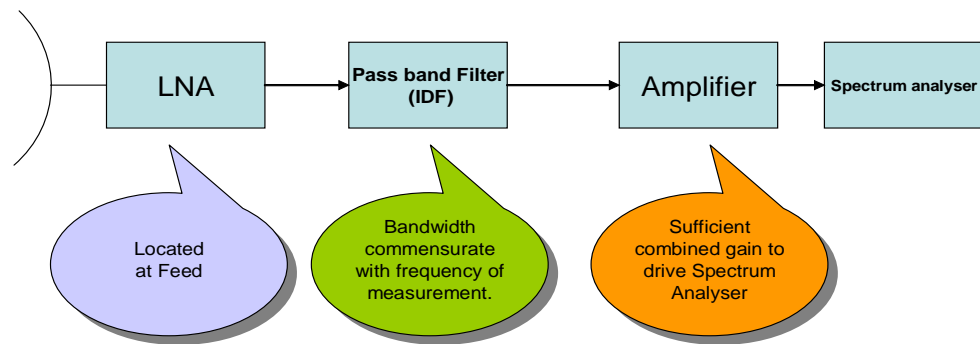 LNA
Pass band Filter
(IDF)
Amplifier
Spectrum analyser
Located
at Feed
Bandwidth
commensurate
with frequency of
measurement.
Sufficient
combined gain to
drive Spectrum
Analyser